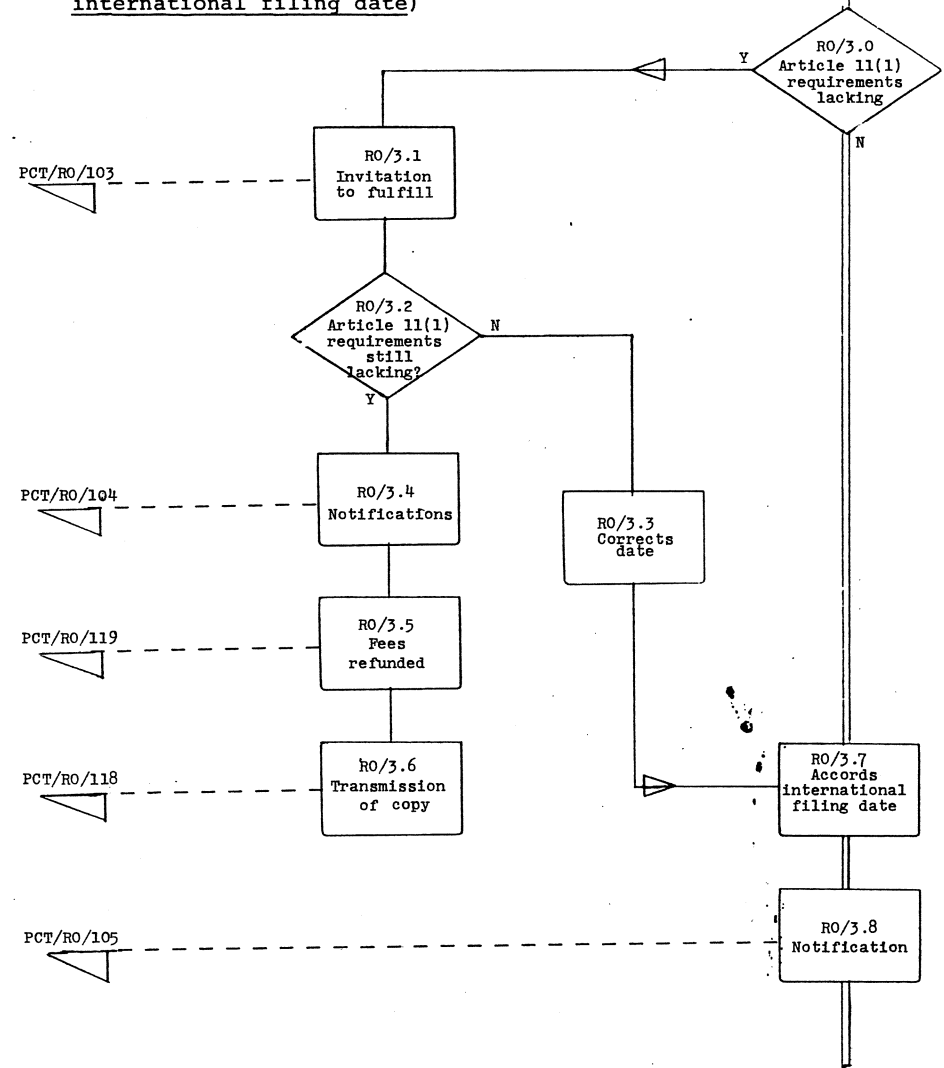 international filing date)
RO/3.0
Article 11(1)
requirements
lacking
Y
N
RO/3.1
Invitation
to fulfill
PCT/RO/103
RO/3.2
Article 11(1)
requirements
still
lacking?
N
Y
RO/3.4
Notifications
PCT/RO/104
RO/3.3
Corrects
date
RO/3.5
Fees
refunded
PCT/RO/119
RO/3.6
Transmission
of copy
PCT/RO/118
RO/3.7
Accords
international
filing date
RO/3.8
Notification
PCT/RO/105